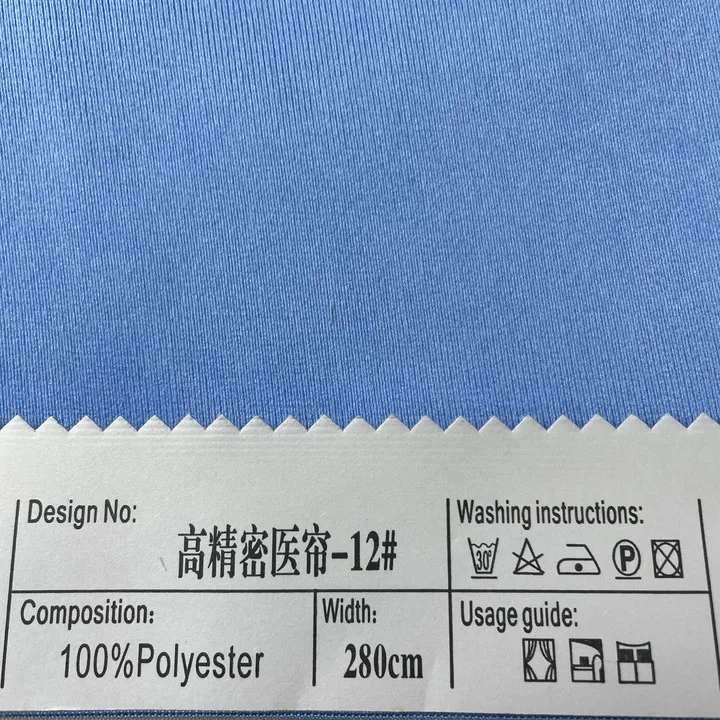 Design No:
高精密医帘-12#
Washing instructions:
30°
P
Composition:
100%Polyester
Width:
280cm
Usage guide: